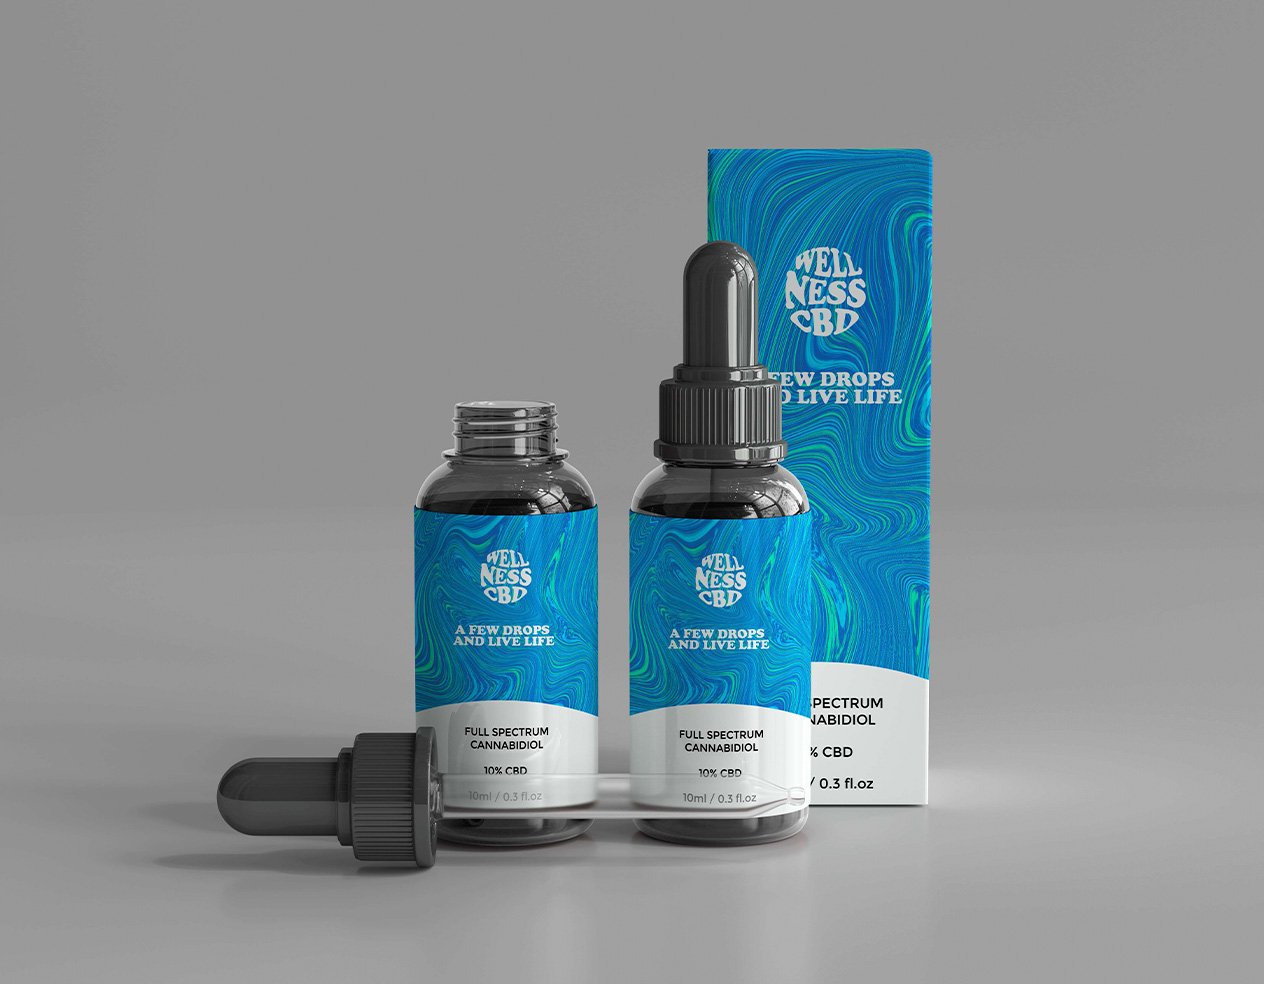 WELL
NESS
CBD
A FEW DROPS
AND LIVE LIFE
FULL SPECTRUM
CANNABIDIOL
10% CBD
10ml / 0.3 fl.oz
WELL
NESS
CBD
A FEW DROPS
AND LIVE LIFE
FULL SPECTRUM
CANNABIDIOL
10% CBD
10ml / 0.3 fl.oz
WELL
NESS
CBD
FEW DROPS
LIVE LIFE
SPECTRUM
NABIDIOL
% CBD
/ 0.3 fl.oz